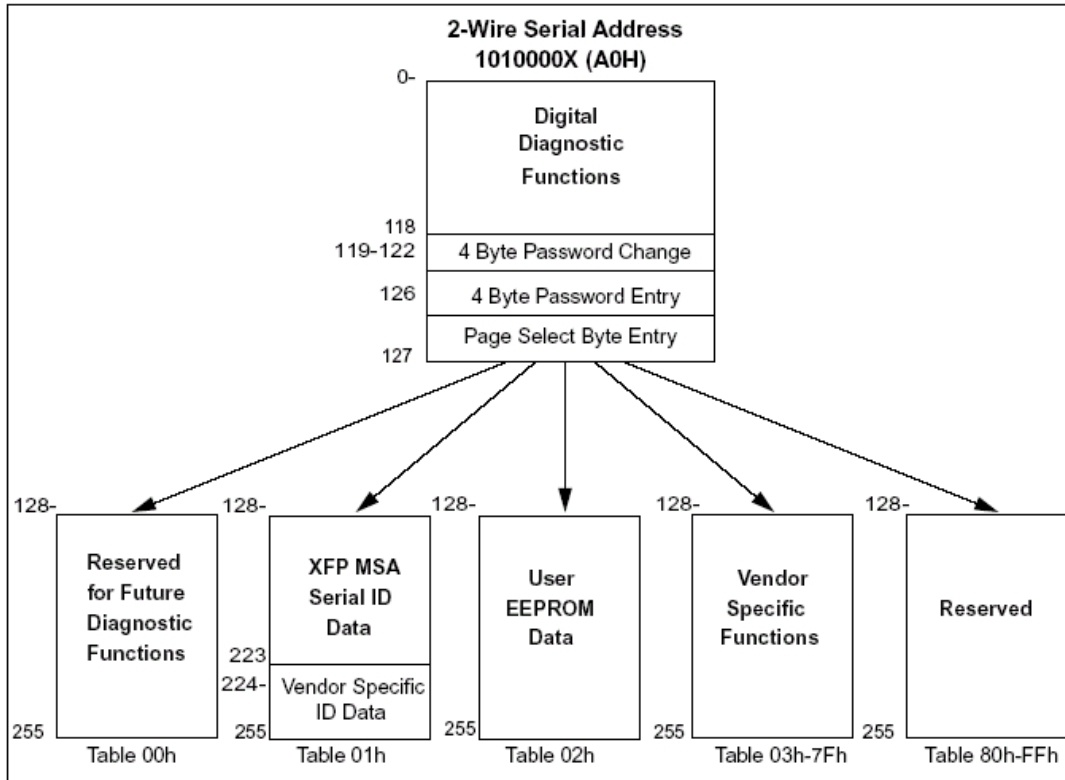 2-Wire Serial Address
1010000X (A0H)
0-
Digital
Diagnostic
Functions
118
119-122
4 Byte Password Change
126
4 Byte Password Entry
Page Select Byte Entry
127
128-
Reserved
for Future
Diagnostic
Functions
255
Table 00h
128-
XFP MSA
Serial ID
Data
223
224-
Vendor Specific
ID Data
255
Table 01h
128-
User
EEPROM
Data
255
Table 02h
128-
Vendor
Specific
Functions
255
Table 03h-7Fh
128-
Reserved
255
Table 80h-FFh